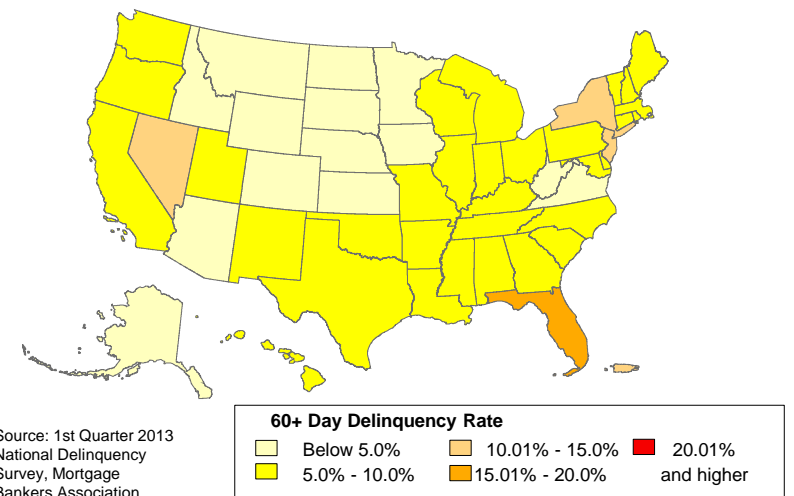 60+ Day Delinquency Rate
Below 5.0% 10.01% - 15.0% 20.01%
5.0% - 10.0% 15.01% - 20.0% and higher
Source: 1st Quarter 2013
National Delinquency
Survey, Mortgage
Bankers Association